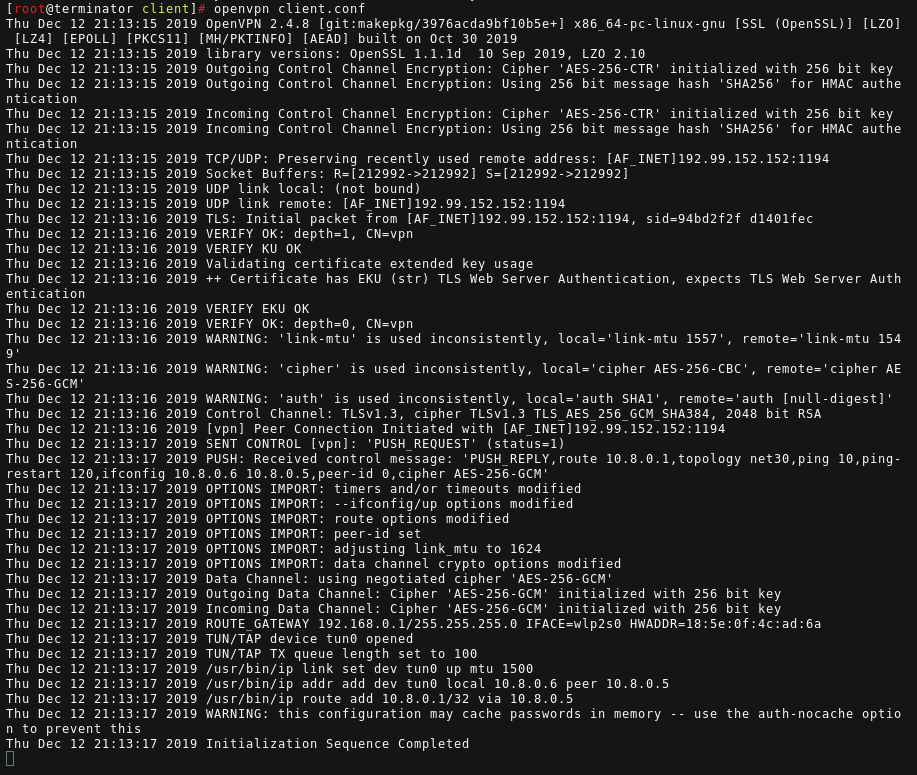 [root@terminator client]# openvpn client.conf
Thu Dec 12 21:13:15 2019 OpenVPN 2.4.8 [git:makepkg/3976acda9bf10b5e+] x86_64-pc-linux-gnu [SSL (OpenSSL)] [LZO]
 [LZ4] [EPOLL] [PKCS11] [MH/PKTINFO] [AEAD] built on Oct 30 2019
Thu Dec 12 21:13:15 2019 library versions: OpenSSL 1.1.1d  10 Sep 2019, LZO 2.10
Thu Dec 12 21:13:15 2019 Outgoing Control Channel Encryption: Cipher 'AES-256-CTR' initialized with 256 bit key
Thu Dec 12 21:13:15 2019 Outgoing Control Channel Encryption: Using 256 bit message hash 'SHA256' for HMAC authe
ntication
Thu Dec 12 21:13:15 2019 Incoming Control Channel Encryption: Cipher 'AES-256-CTR' initialized with 256 bit key
Thu Dec 12 21:13:15 2019 Incoming Control Channel Encryption: Using 256 bit message hash 'SHA256' for HMAC authe
ntication
Thu Dec 12 21:13:15 2019 TCP/UDP: Preserving recently used remote address: [AF_INET]192.99.152.152:1194
Thu Dec 12 21:13:15 2019 Socket Buffers: R=[212992->212992] S=[212992->212992]
Thu Dec 12 21:13:15 2019 UDP link local: (not bound)
Thu Dec 12 21:13:15 2019 UDP link remote: [AF_INET]192.99.152.152:1194
Thu Dec 12 21:13:16 2019 TLS: Initial packet from [AF_INET]192.99.152.152:1194, sid=94bd2f2f d1401fec
Thu Dec 12 21:13:16 2019 VERIFY OK: depth=1, CN=vpn
Thu Dec 12 21:13:16 2019 VERIFY KU OK
Thu Dec 12 21:13:16 2019 Validating certificate extended key usage
Thu Dec 12 21:13:16 2019 ++ Certificate has EKU (str) TLS Web Server Authentication, expects TLS Web Server Auth
entication
Thu Dec 12 21:13:16 2019 VERIFY EKU OK
Thu Dec 12 21:13:16 2019 VERIFY OK: depth=0, CN=vpn
Thu Dec 12 21:13:16 2019 WARNING: 'link-mtu' is used inconsistently, local='link-mtu 1557', remote='link-mtu 154
9'
Thu Dec 12 21:13:16 2019 WARNING: 'cipher' is used inconsistently, local='cipher AES-256-CBC', remote='cipher AE
S-256-GCM'
Thu Dec 12 21:13:16 2019 WARNING: 'auth' is used inconsistently, local='auth SHA1', remote='auth [null-digest]'
Thu Dec 12 21:13:16 2019 Control Channel: TLSv1.3, cipher TLSv1.3 TLS_AES_256_GCM_SHA384, 2048 bit RSA
Thu Dec 12 21:13:16 2019 [vpn] Peer Connection Initiated with [AF_INET]192.99.152.152:1194
Thu Dec 12 21:13:17 2019 SENT CONTROL [vpn]: 'PUSH_REQUEST' (status=1)
Thu Dec 12 21:13:17 2019 PUSH: Received control message: 'PUSH_REPLY,route 10.8.0.1,topology net30,ping 10,ping-
restart 120,ifconfig 10.8.0.6 10.8.0.5,peer-id 0,cipher AES-256-GCM'
Thu Dec 12 21:13:17 2019 OPTIONS IMPORT: timers and/or timeouts modified
Thu Dec 12 21:13:17 2019 OPTIONS IMPORT: --ifconfig/up options modified
Thu Dec 12 21:13:17 2019 OPTIONS IMPORT: route options modified
Thu Dec 12 21:13:17 2019 OPTIONS IMPORT: peer-id set
Thu Dec 12 21:13:17 2019 OPTIONS IMPORT: adjusting link_mtu to 1624
Thu Dec 12 21:13:17 2019 OPTIONS IMPORT: data channel crypto options modified
Thu Dec 12 21:13:17 2019 Data Channel: using negotiated cipher 'AES-256-GCM'
Thu Dec 12 21:13:17 2019 Outgoing Data Channel: Cipher 'AES-256-GCM' initialized with 256 bit key
Thu Dec 12 21:13:17 2019 Incoming Data Channel: Cipher 'AES-256-GCM' initialized with 256 bit key
Thu Dec 12 21:13:17 2019 ROUTE_GATEWAY 192.168.0.1/255.255.255.0 IFACE=wlp2s0 HWADDR=18:5e:0f:4c:ad:6a
Thu Dec 12 21:13:17 2019 TUN/TAP device tun0 opened
Thu Dec 12 21:13:17 2019 TUN/TAP TX queue length set to 100
Thu Dec 12 21:13:17 2019 /usr/bin/ip link set dev tun0 up mtu 1500
Thu Dec 12 21:13:17 2019 /usr/bin/ip addr add dev tun0 local 10.8.0.6 peer 10.8.0.5
Thu Dec 12 21:13:17 2019 /usr/bin/ip route add 10.8.0.1/32 via 10.8.0.5
Thu Dec 12 21:13:17 2019 WARNING: this configuration may cache passwords in memory -- use the auth-nocache optio
n to prevent this
Thu Dec 12 21:13:17 2019 Initialization Sequence Completed